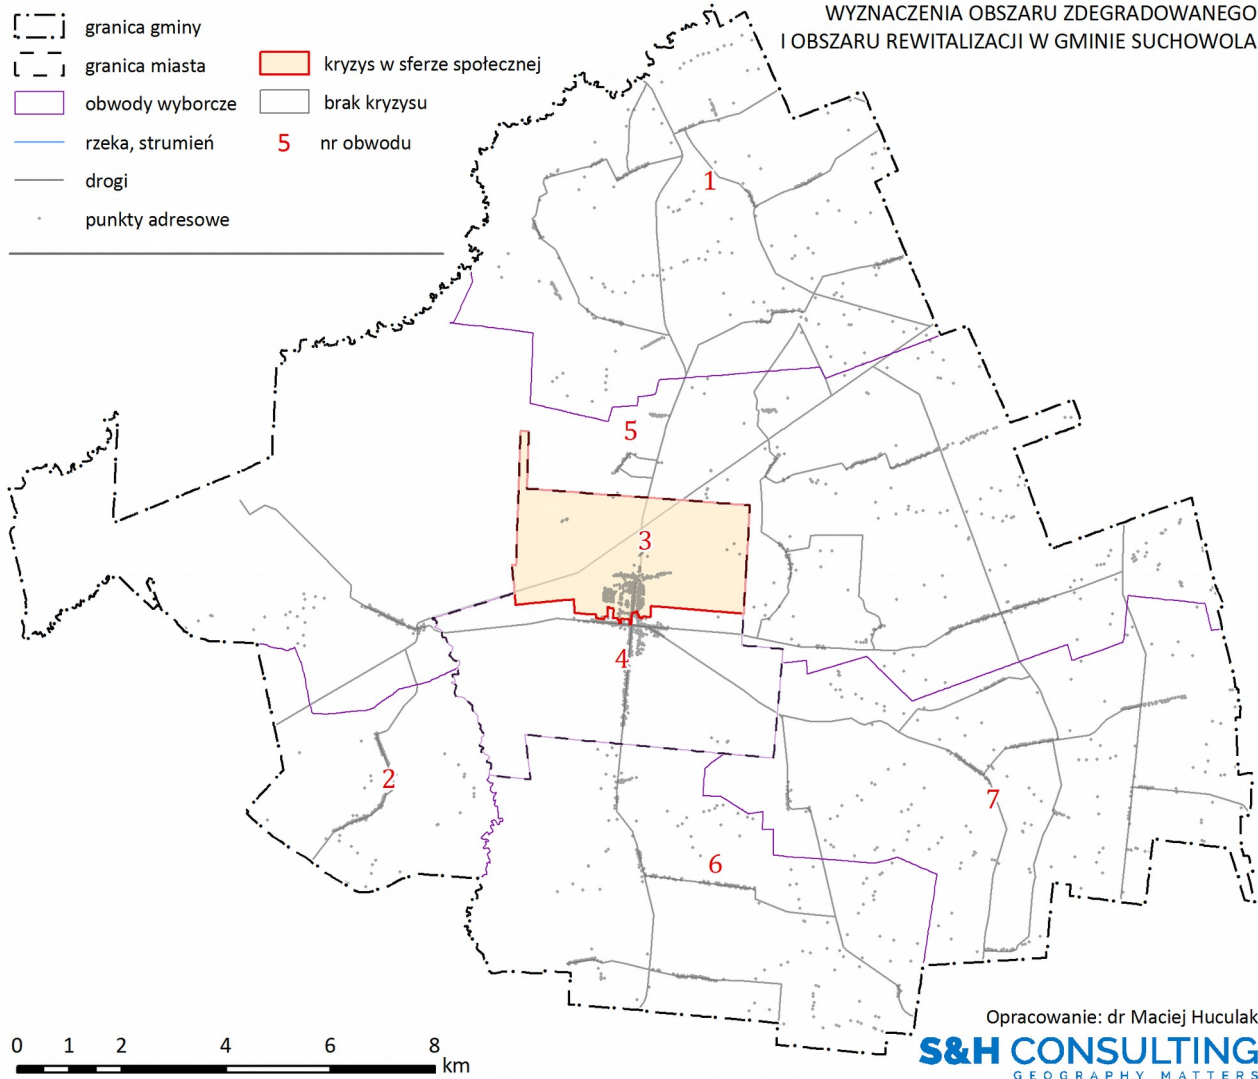 WYZNACZENIA OBSZARU ZDEGRADOWANEGO
I OBSZARU REWITALIZACJI W GMINIE SUCHOWOLA
granica gminy
granica miasta
obwody wyborcze
rzeka, strumień
drogi
punkty adresowe
kryzys w sferze społecznej
brak kryzysu
5 nr obwodu
1
5
3
4
2
7
6
0 1 2 4 6 8 km
Opracowanie: dr Maciej Huculak
S&H CONSULTING
GEOGRAPHY MATTERS